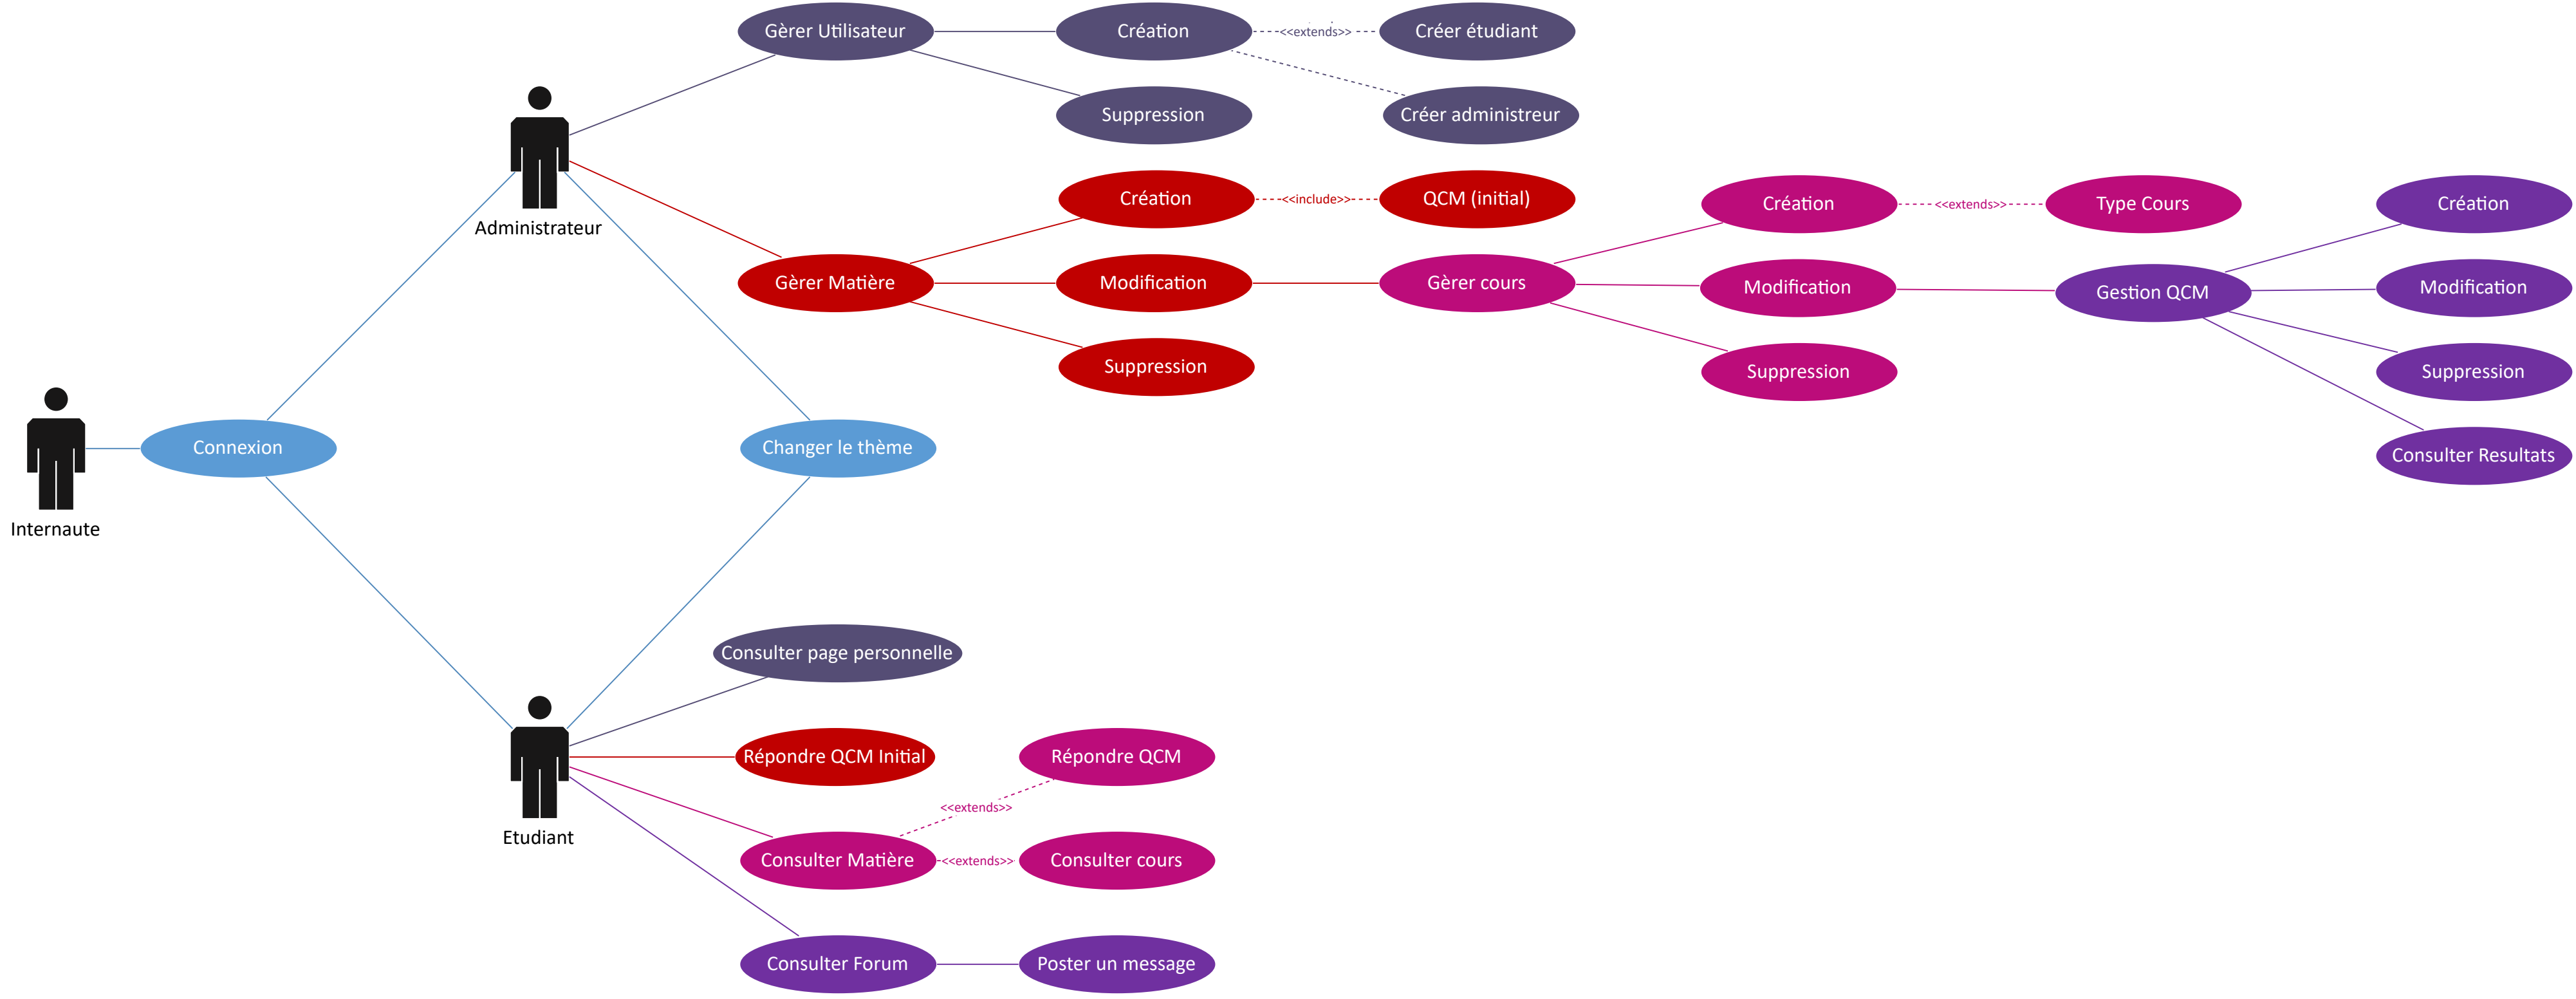 Gèrer Utilisateur
Création
<<extends>>
Créer étudiant
Suppression
Créer administreur
Administrateur
Création
<<include>>
QCM (initial)
Création
<<extends>>
Type Cours
Création
Gèrer Matière
Modification
Gèrer cours
Modification
Gestion QCM
Modification
Suppression
Suppression
Suppression
Connexion
Changer le thème
Consulter Resultats
Internaute
Consulter page personnelle
Répondre QCM Initial
Répondre QCM
<<extends>>
Etudiant
Consulter Matière
<<extends>>
Consulter cours
Consulter Forum
Poster un message